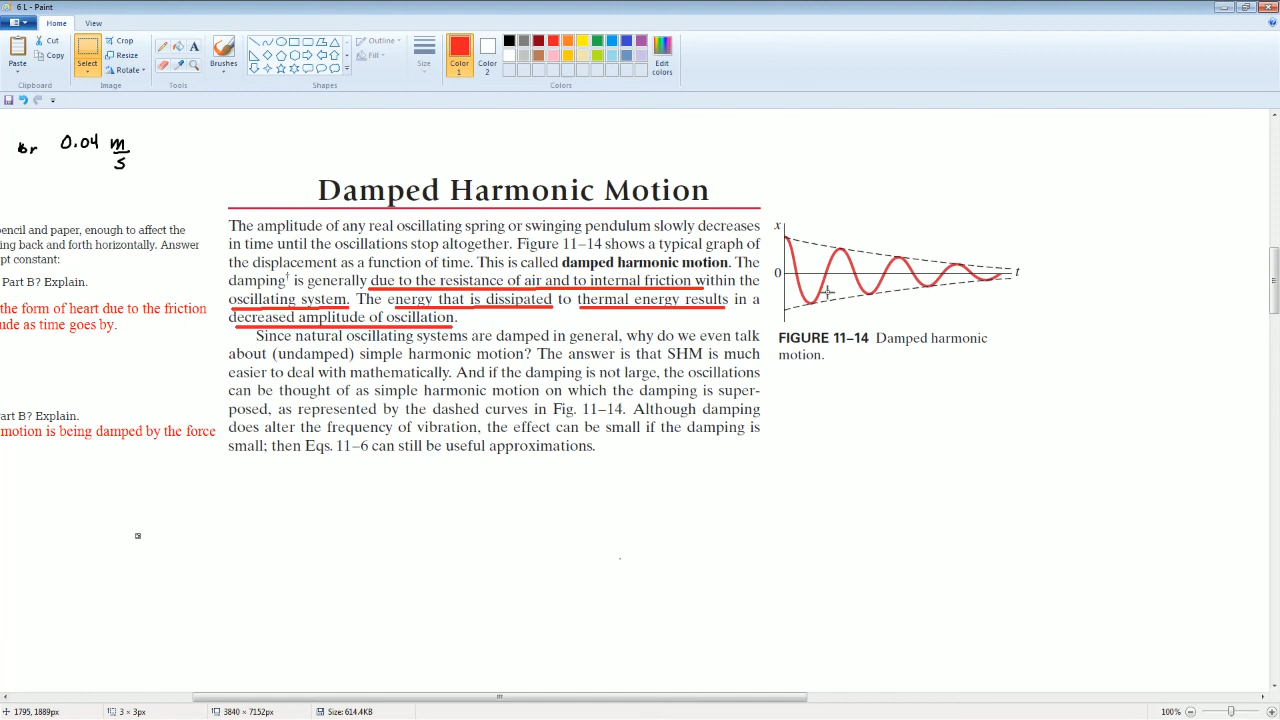 6 L - Paint
Home
View
Paste
Cut
Copy
Clipboard
Select
Crop
Resize
Rotate
Image
A
Tools
Brushes
Outline
Fill
Shapes
Size
Color 1
Color 2
Edit colors
Colors
or 0.04 m
s
Damped Harmonic Motion
pencil and paper, enough to affect the
ing back and forth horizontally. Answer
pt constant:
Part B? Explain.
the form of heart due to the friction
ude as time goes by.
Part B? Explain.
motion is being damped by the force
The amplitude of any real oscillating spring or swinging pendulum slowly decreases
in time until the oscillations stop altogether. Figure 11–14 shows a typical graph of
the displacement as a function of time. This is called damped harmonic motion. The
damping† is generally due to the resistance of air and to internal friction within the
oscillating system. The energy that is dissipated to thermal energy results in a
decreased amplitude of oscillation.
Since natural oscillating systems are damped in general, why do we even talk
about (undamped) simple harmonic motion? The answer is that SHM is much
easier to deal with mathematically. And if the damping is not large, the oscillations
can be thought of as simple harmonic motion on which the damping is super-
posed, as represented by the dashed curves in Fig. 11–14. Although damping
does alter the frequency of vibration, the effect can be small if the damping is
small; then Eqs. 11–6 can still be useful approximations.
x
0
t
FIGURE 11–14 Damped harmonic
motion.
1795, 1889px
3 × 3px
3840 × 7152px
Size: 614.4KB
100%